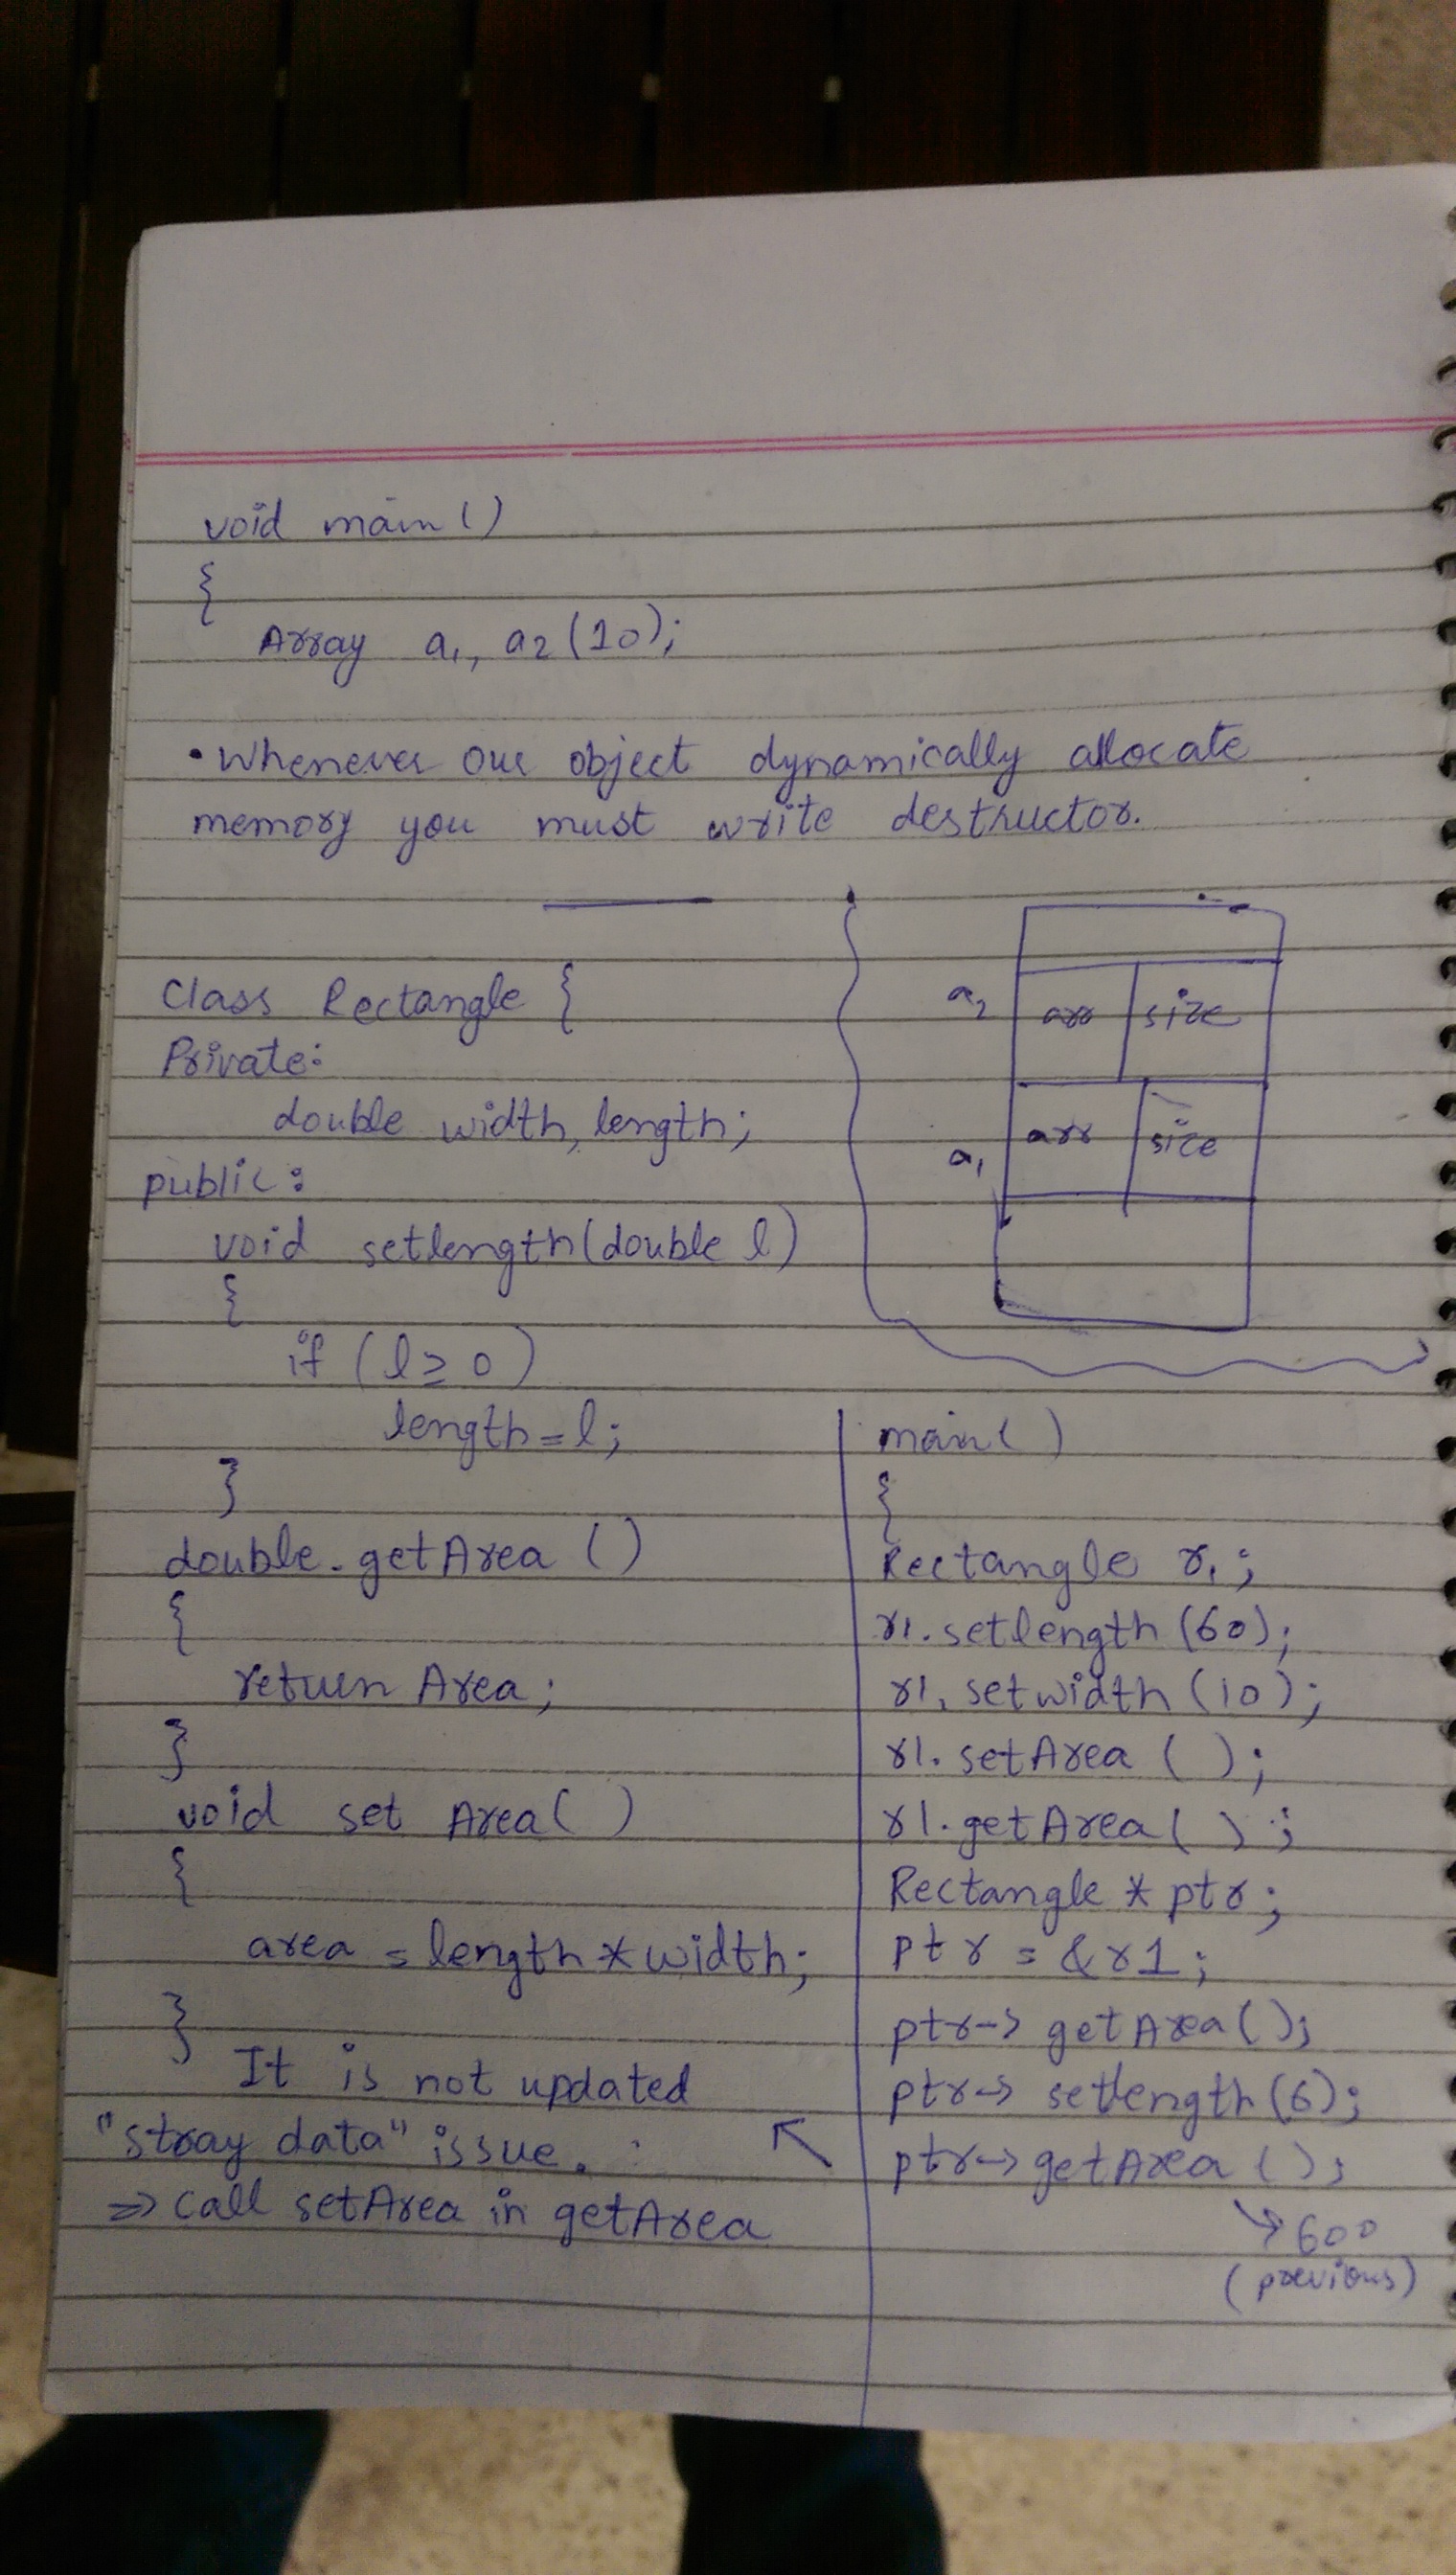 void main()
{
Array a1, a2(10);
• Whenever our object dynamically allocate
memory you must write destructor.
a2 arr size
a1 arr size
Class Rectangle {
Private:
double width, length;
public:
void setlength(double l)
{
if (l ≥ 0)
length = l;
}
double getArea ()
{
return Area;
}
void set Area()
{
area = length * width;
}
It is not updated
"stray data" issue.
⇒ call setArea in getArea
main()
{
Rectangle r1;
r1.setlength(60);
r1.setwidth(10);
r1.setArea();
r1.getArea();
Rectangle * ptr;
ptr = &r1;
ptr-> getArea();
ptr-> setlength(6);
ptr-> getArea();
→ 600
(previous)